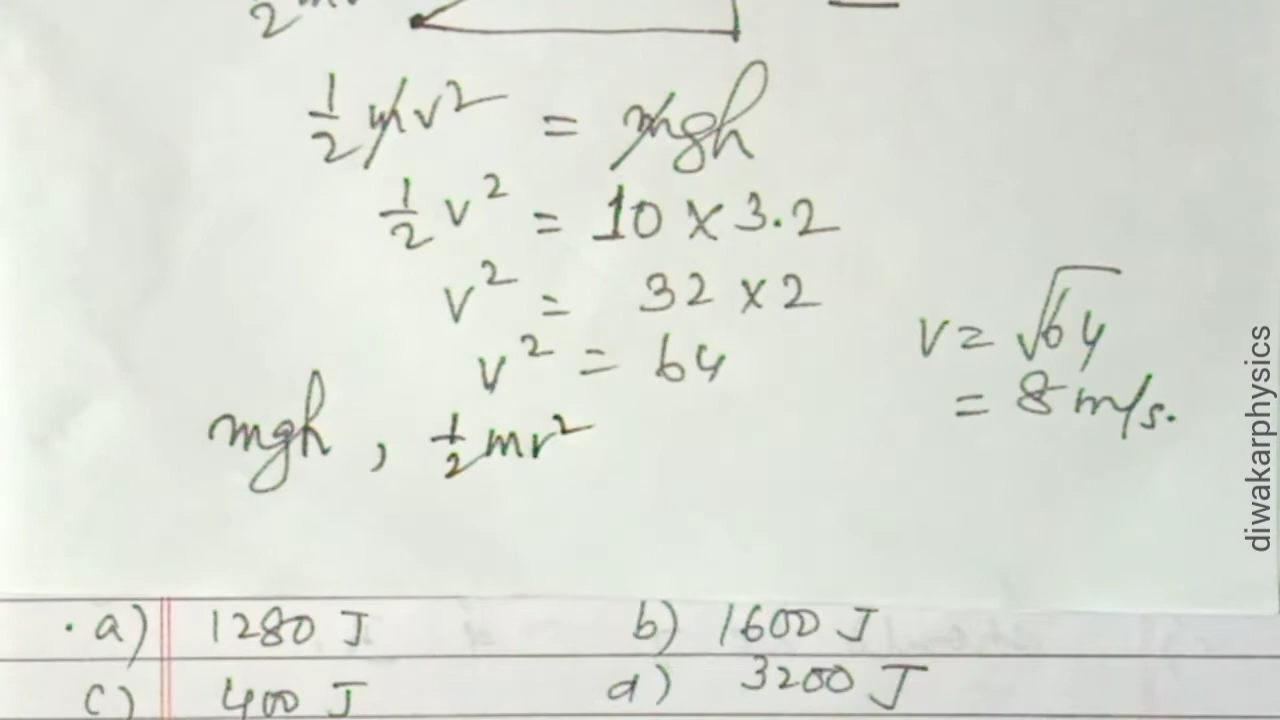 ½ mv² = mgh
½ v² = 10 × 3.2
v² = 32 × 2
v² = 64
v = √64
= 8 m/s.
mgh , ½ mv²
diwakarphysics
a) 1280 J b) 1600 J
c) 400 J d) 3200 J